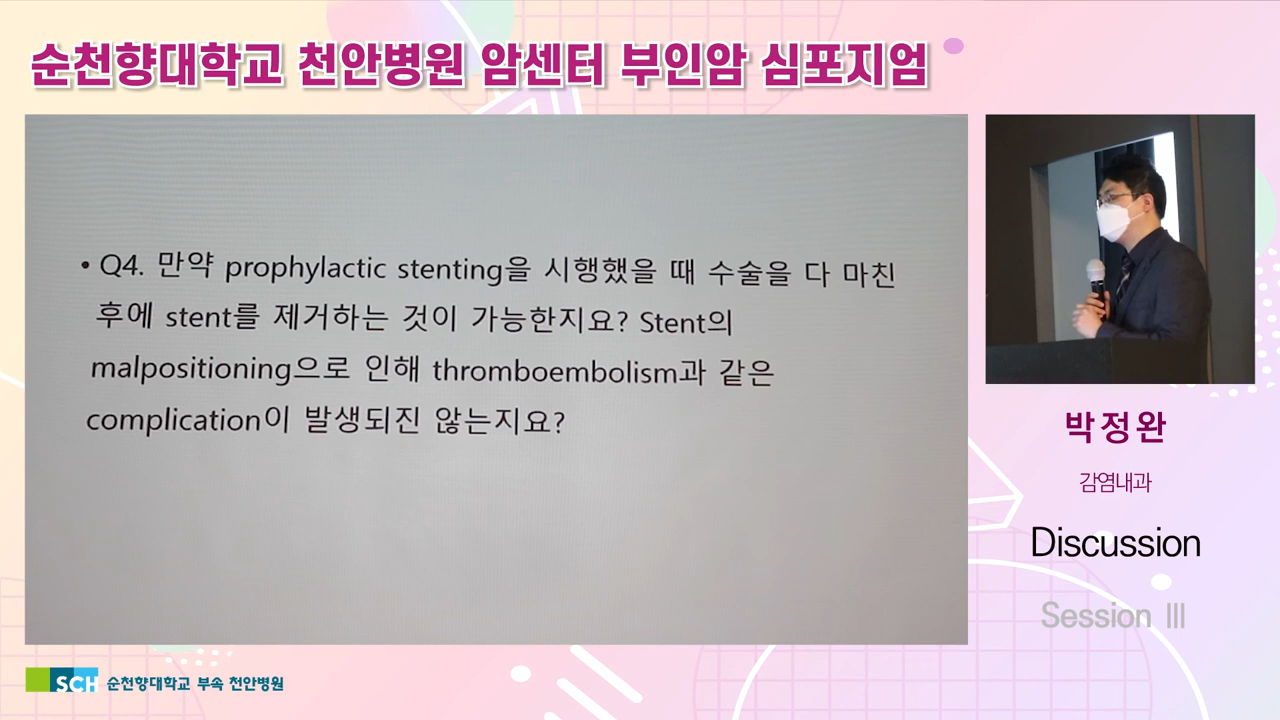 순천향대학교 천안병원 암센터 부인암 심포지엄
• Q4. 만약 prophylactic stenting을 시행했을 때 수술을 다 마친
후에 stent를 제거하는 것이 가능한지요? Stent의
malpositioning으로 인해 thromboembolism과 같은
complication이 발생되진 않는지요?
박정완
감염내과
Discussion
Session III
SCH 순천향대학교 부속 천안병원